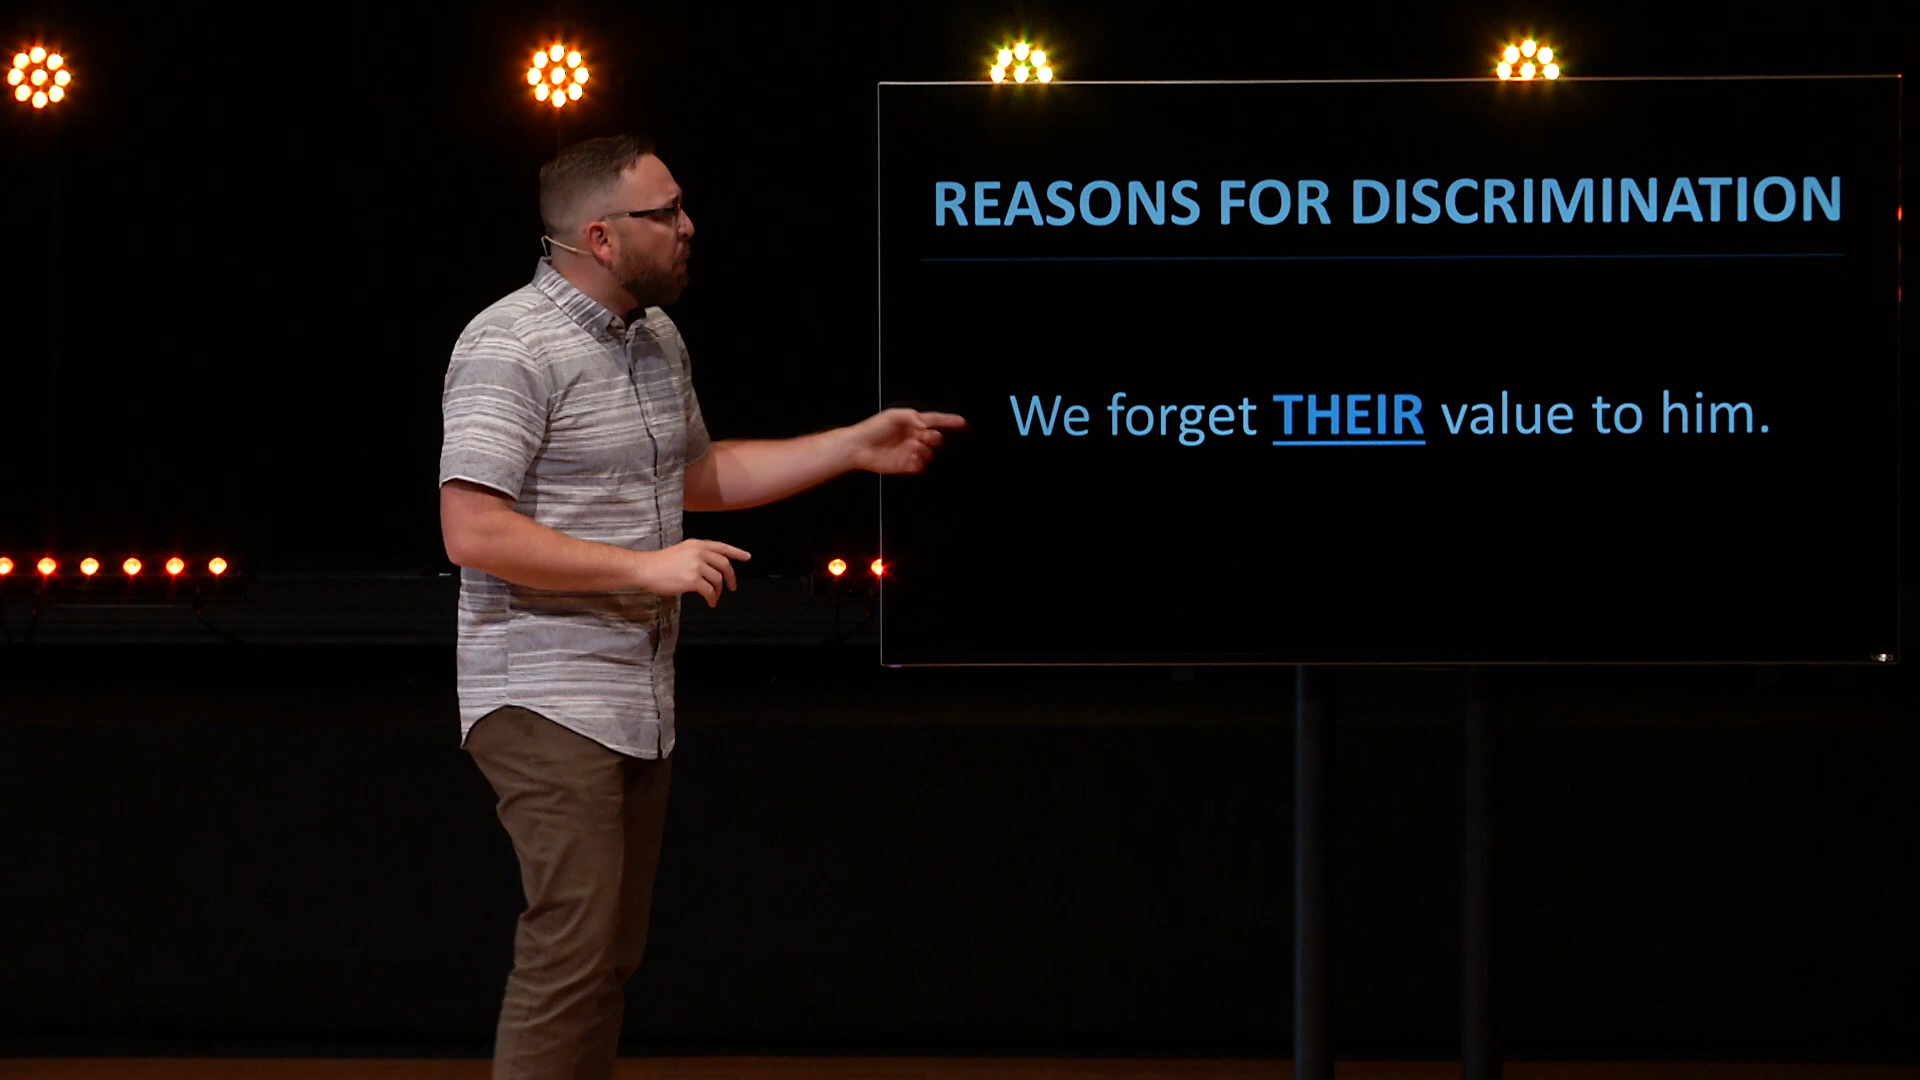 REASONS FOR DISCRIMINATION
We forget THEIR value to him.